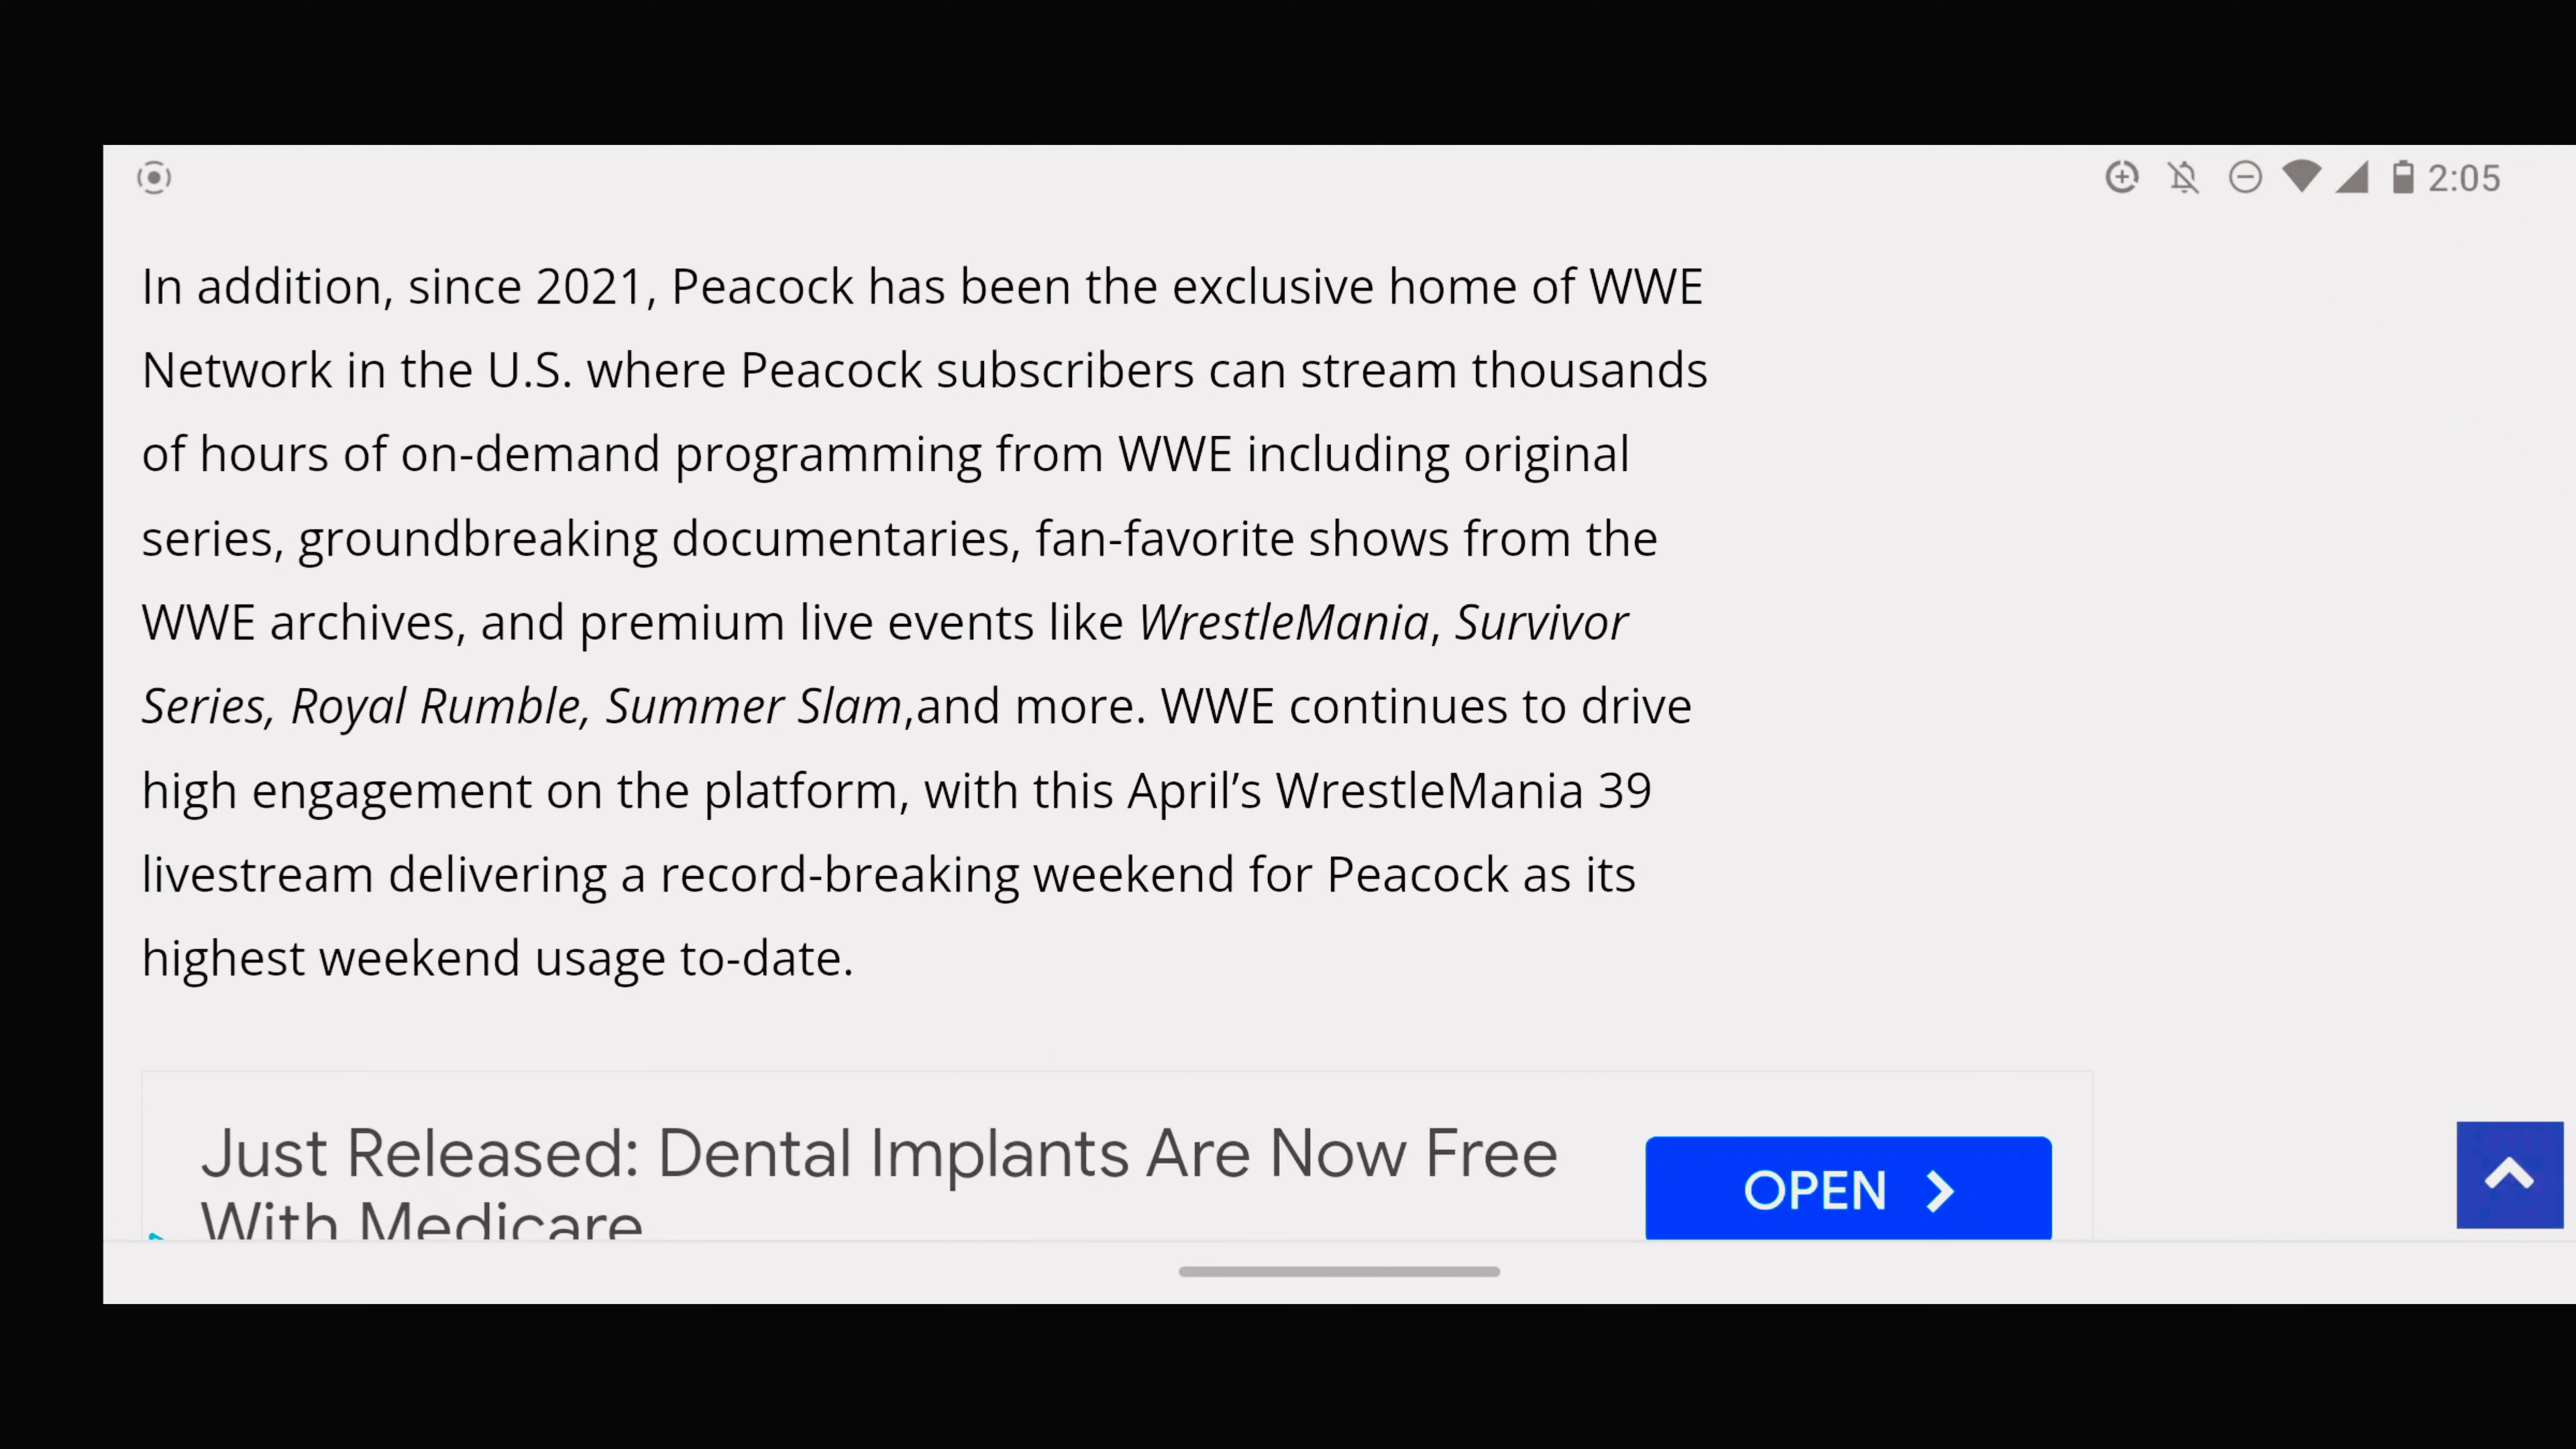 2:05
In addition, since 2021, Peacock has been the exclusive home of WWE
Network in the U.S. where Peacock subscribers can stream thousands
of hours of on-demand programming from WWE including original
series, groundbreaking documentaries, fan-favorite shows from the
WWE archives, and premium live events like WrestleMania, Survivor
Series, Royal Rumble, Summer Slam,and more. WWE continues to drive
high engagement on the platform, with this April’s WrestleMania 39
livestream delivering a record-breaking weekend for Peacock as its
highest weekend usage to-date.
Just Released: Dental Implants Are Now Free
With Medicare
OPEN